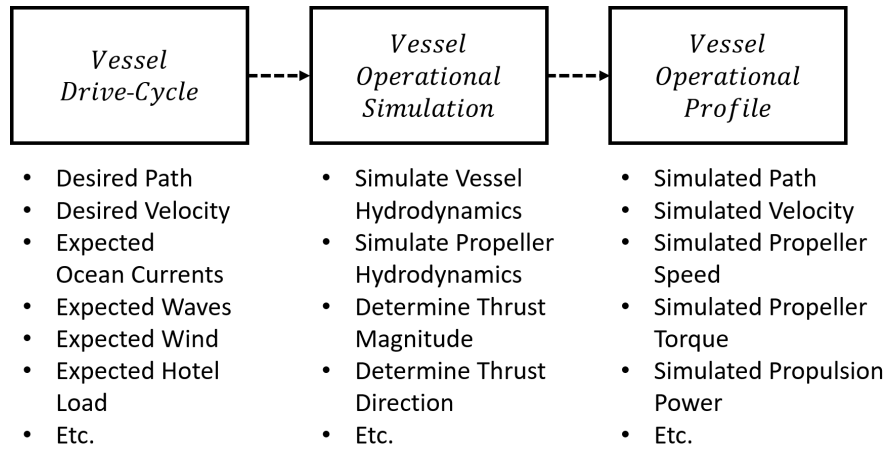 Vessel
Drive-Cycle
Vessel
Operational
Simulation
Vessel
Operational
Profile
• Desired Path
• Desired Velocity
• Expected
Ocean Currents
• Expected Waves
• Expected Wind
• Expected Hotel
Load
• Etc.
• Simulate Vessel
Hydrodynamics
• Simulate Propeller
Hydrodynamics
• Determine Thrust
Magnitude
• Determine Thrust
Direction
• Etc.
• Simulated Path
• Simulated Velocity
• Simulated Propeller
Speed
• Simulated Propeller
Torque
• Simulated Propulsion
Power
• Etc.